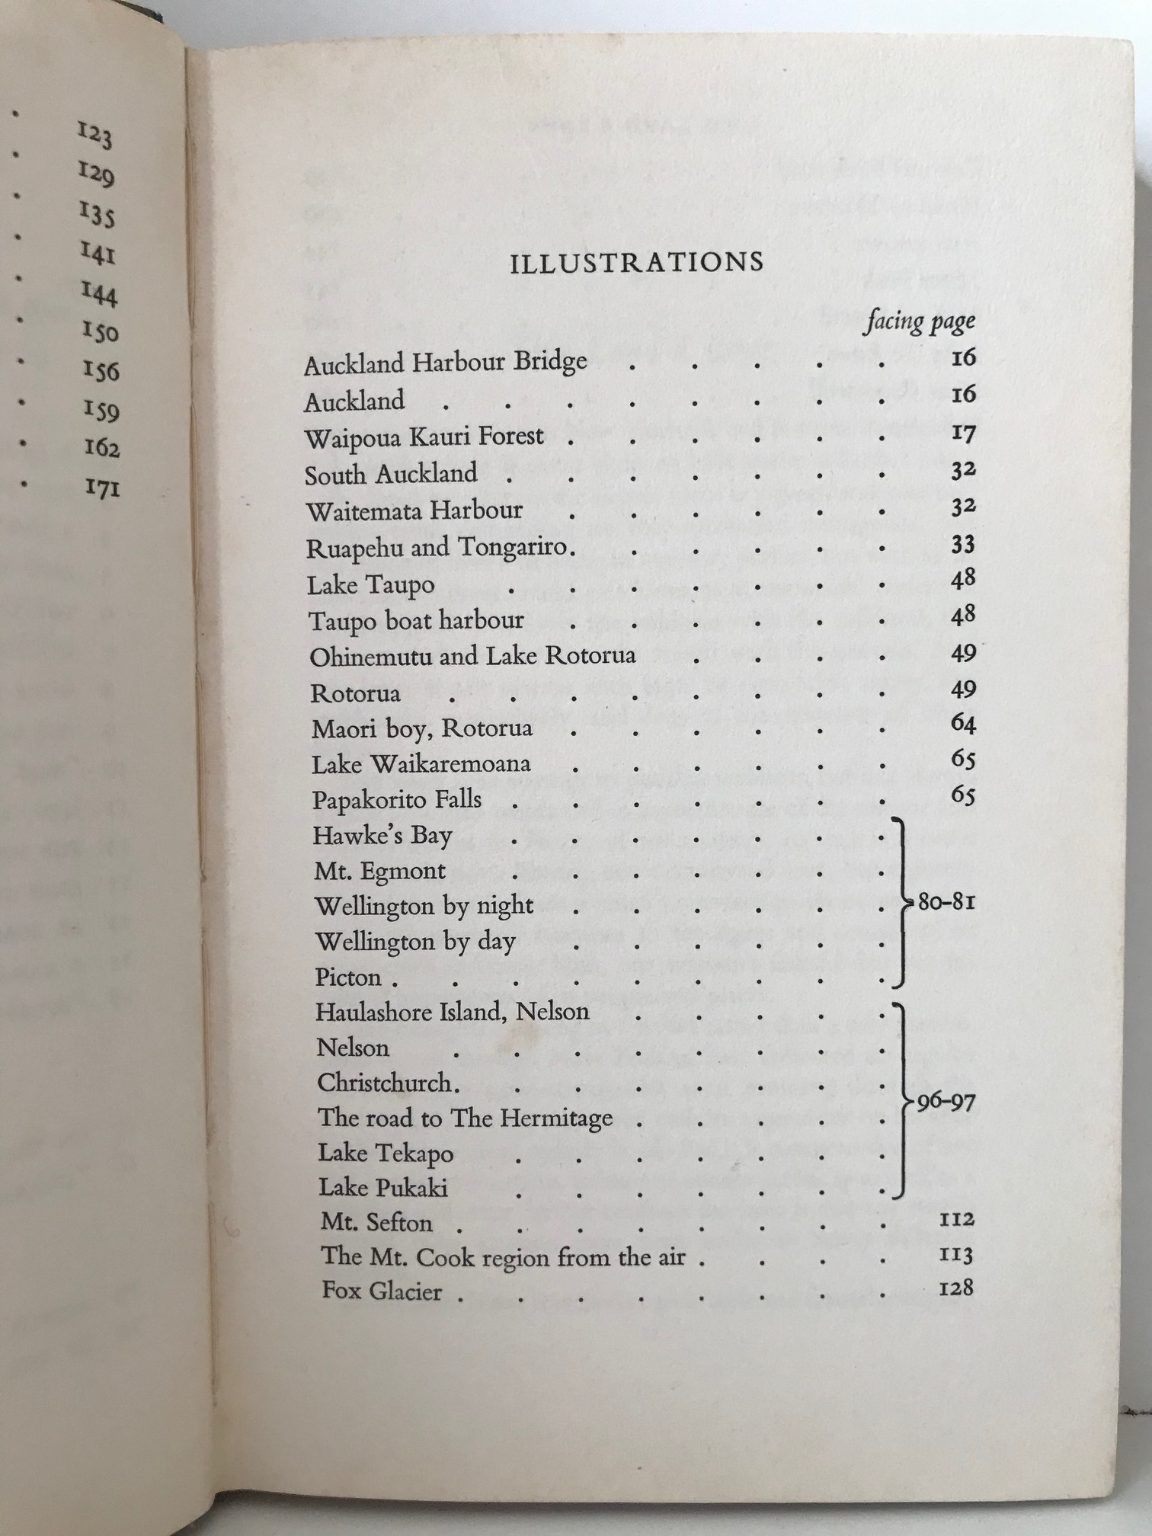 123
129
135
141
144
150
156
159
162
171
ILLUSTRATIONS
facing page
Auckland Harbour Bridge . . . . . 16
Auckland . . . . . . . . 16
Waipoua Kauri Forest . . . . . . 17
South Auckland . . . . . . . 32
Waitemata Harbour . . . . . . 32
Ruapehu and Tongariro. . . . . . 33
Lake Taupo . . . . . . . 48
Taupo boat harbour . . . . . . 48
Ohinemutu and Lake Rotorua . . . . 49
Rotorua . . . . . . . . 49
Maori boy, Rotorua . . . . . . 64
Lake Waikaremoana . . . . . . 65
Papakorito Falls . . . . . . . 65
Hawke's Bay . . . . . . .
Mt. Egmont . . . . . . .
Wellington by night . . . . . . 80–81
Wellington by day . . . . . .
Picton . . . . . . . . .
Haulashore Island, Nelson . . . . .
Nelson . . . . . . . .
Christchurch. . . . . . .
The road to The Hermitage . . . . . 96–97
Lake Tekapo . . . . . . .
Lake Pukaki . . . . . . .
Mt. Sefton . . . . . . . . 112
The Mt. Cook region from the air . . . . 113
Fox Glacier . . . . . . . . 128